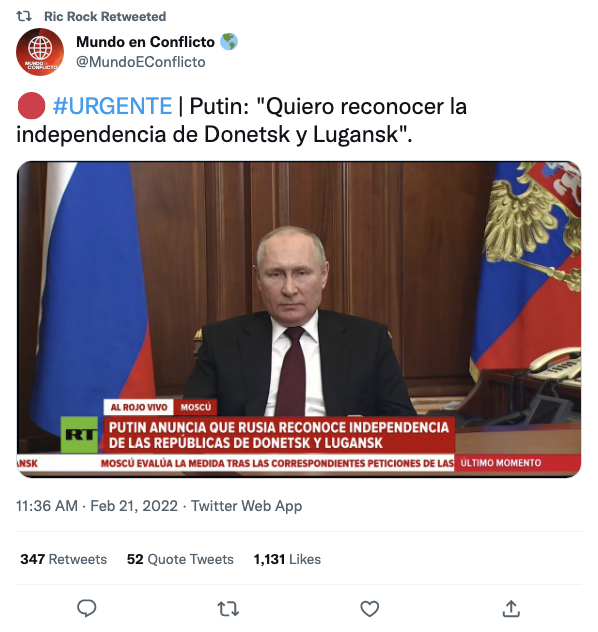 Ric Rock Retweeted
MUNDO EN CONFLICTO
Mundo en Conflicto 🌎
@MundoEConflicto
🔴 #URGENTE | Putin: "Quiero reconocer la
independencia de Donetsk y Lugansk".
AL ROJO VIVO MOSCÚ
RT
PUTIN ANUNCIA QUE RUSIA RECONOCE INDEPENDENCIA
DE LAS REPÚBLICAS DE DONETSK Y LUGANSK
NSK MOSCÚ EVALÚA LA MEDIDA TRAS LAS CORRESPONDIENTES PETICIONES DE LAS ÚLTIMO MOMENTO
11:36 AM · Feb 21, 2022 · Twitter Web App
347 Retweets 52 Quote Tweets 1,131 Likes